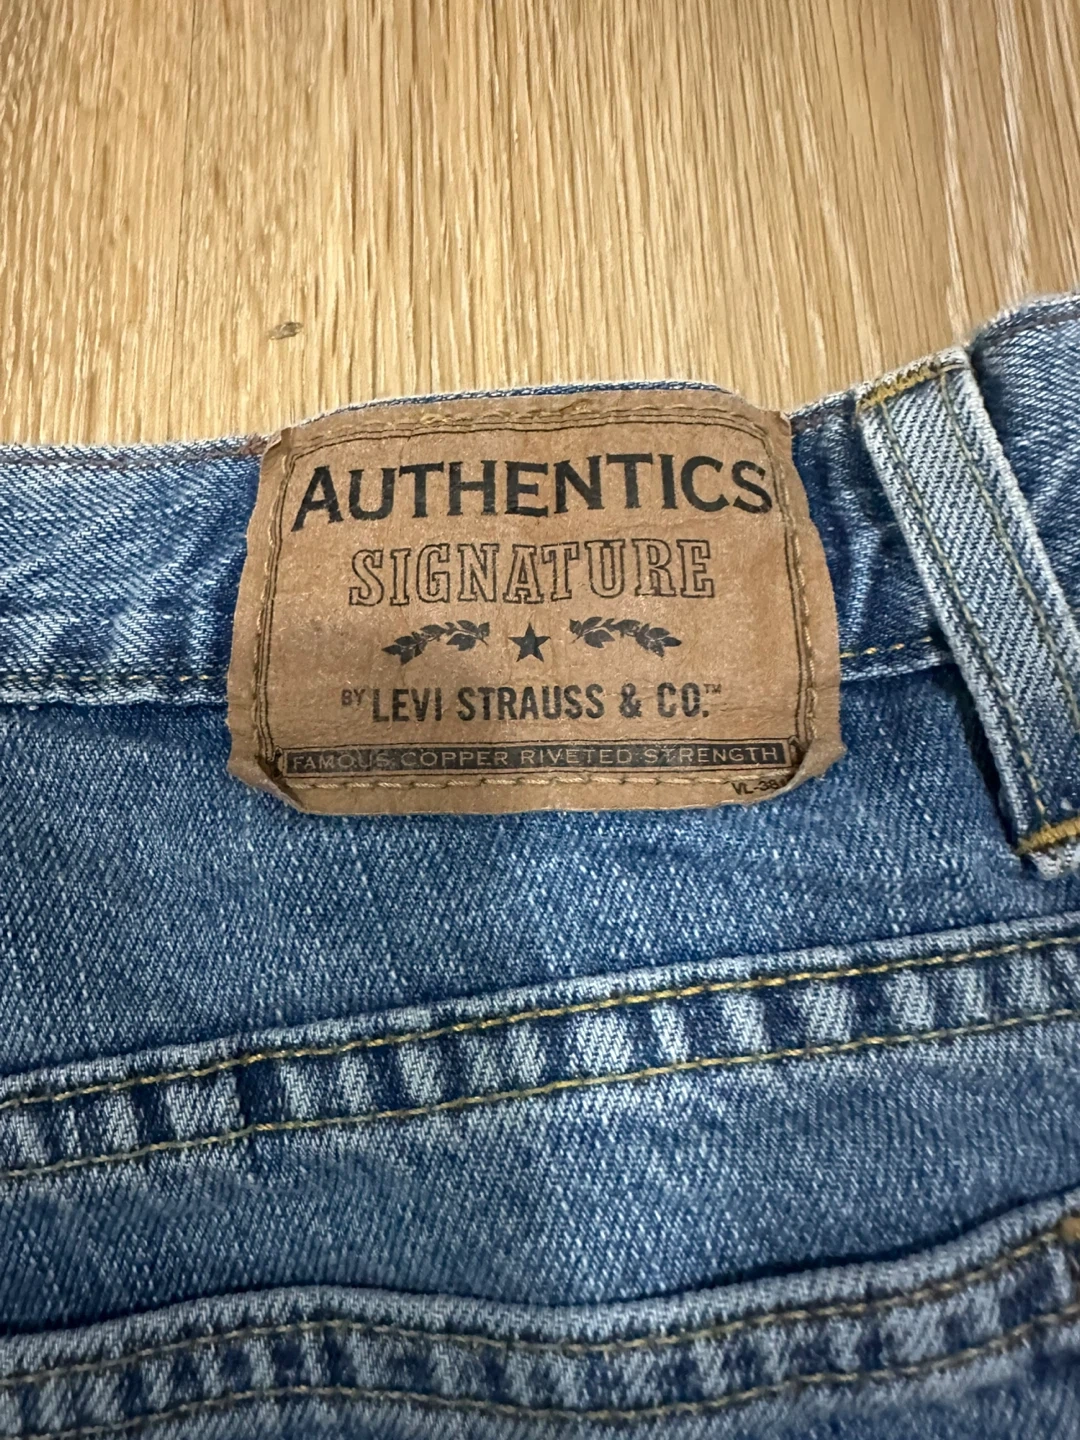 AUTHENTICS
SIGNATURE
BY LEVI STRAUSS & CO.™
FAMOUS COPPER RIVETED STRENGTH